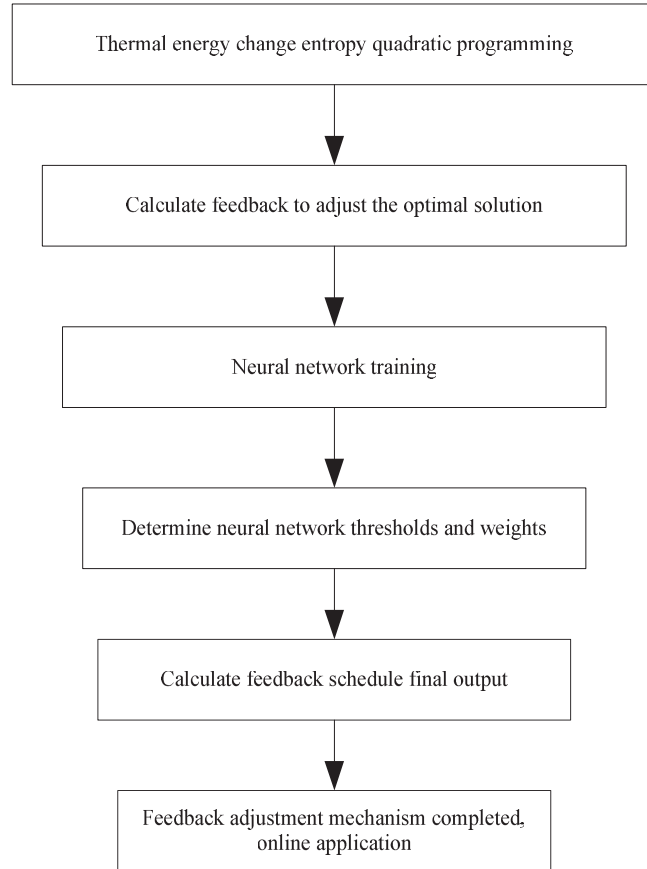 Thermal energy change entropy quadratic programming
Calculate feedback to adjust the optimal solution
Neural network training
Determine neural network thresholds and weights
Calculate feedback schedule final output
Feedback adjustment mechanism completed,
online application